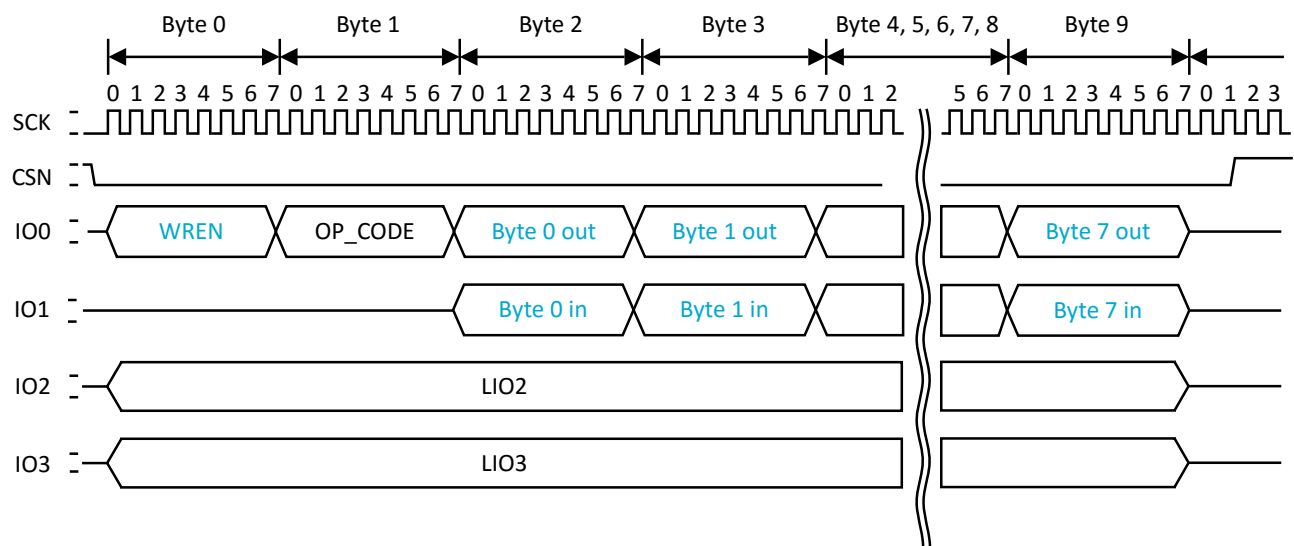 Byte 0 Byte 1 Byte 2 Byte 3 Byte 4, 5, 6, 7, 8 Byte 9
0 1 2 3 4 5 6 7 0 1 2 3 4 5 6 7 0 1 2 3 4 5 6 7 0 1 2 3 4 5 6 7 0 1 2 5 6 7 0 1 2 3 4 5 6 7 0 1 2 3
SCK
CSN
IO0 WREN OP_CODE Byte 0 out Byte 1 out Byte 7 out
IO1 Byte 0 in Byte 1 in Byte 7 in
IO2 LIO2
IO3 LIO3